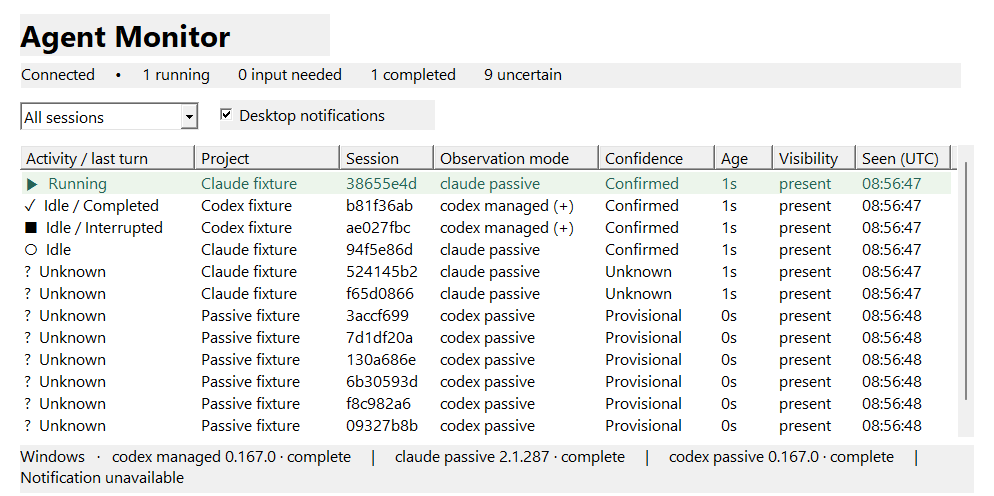 Agent Monitor
Connected • 1 running 0 input needed 1 completed 9 uncertain
All sessions Desktop notifications
Activity / last turn Project Session Observation mode Confidence Age Visibility Seen (UTC)
▶ Running Claude fixture 38655e4d claude passive Confirmed 1s present 08:56:47
✓ Idle / Completed Codex fixture b81f36ab codex managed (+) Confirmed 1s present 08:56:47
■ Idle / Interrupted Codex fixture ae027fbc codex managed (+) Confirmed 1s present 08:56:47
○ Idle Claude fixture 94f5e86d claude passive Confirmed 1s present 08:56:47
? Unknown Claude fixture 524145b2 claude passive Unknown 1s present 08:56:47
? Unknown Claude fixture f65d0866 claude passive Unknown 1s present 08:56:47
? Unknown Passive fixture 3accf699 codex passive Provisional 0s present 08:56:48
? Unknown Passive fixture 7d1df20a codex passive Provisional 0s present 08:56:48
? Unknown Passive fixture 130a686e codex passive Provisional 0s present 08:56:48
? Unknown Passive fixture 6b30593d codex passive Provisional 0s present 08:56:48
? Unknown Passive fixture f8c982a6 codex passive Provisional 0s present 08:56:48
? Unknown Passive fixture 09327b8b codex passive Provisional 0s present 08:56:48
Windows · codex managed 0.167.0 · complete | claude passive 2.1.287 · complete | codex passive 0.167.0 · complete |
Notification unavailable